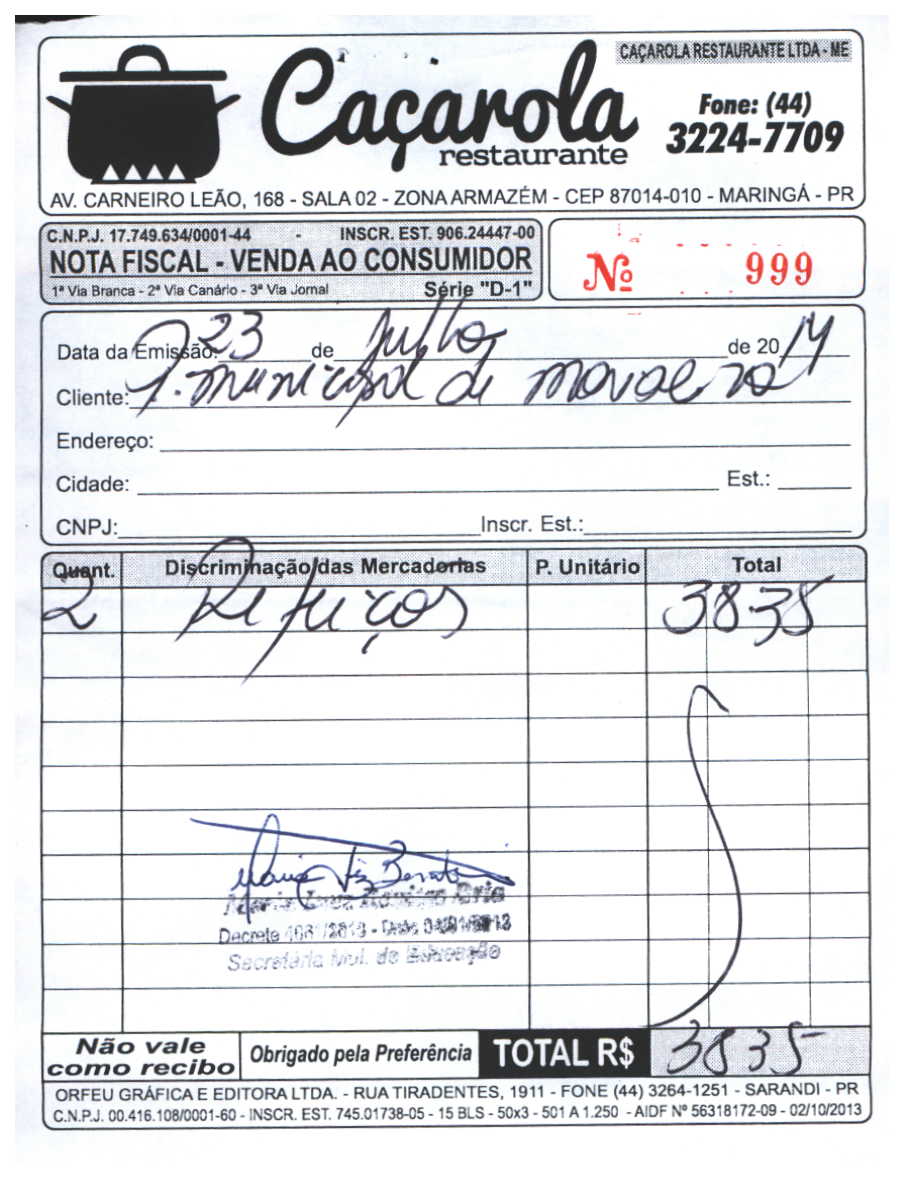 CAÇAROLA RESTAURANTE LTDA - ME
Caçarola
restaurante
Fone: (44)
3224-7709
AV. CARNEIRO LEÃO, 168 - SALA 02 - ZONA ARMAZÉM - CEP 87014-010 - MARINGÁ - PR
C.N.P.J. 17.749.634/0001-44 - INSCR. EST. 906.24447-00
NOTA FISCAL - VENDA AO CONSUMIDOR
1ª Via Branca - 2ª Via Canário - 3ª Via Jornal Série "D-1"
Nº 999
Data da Emissão: 23 de Julho de 2014
Cliente: P. municipal de
Endereço:
Cidade: Est.:
CNPJ: Inscr. Est.:
Quant. Discriminação das Mercadorias P. Unitário Total
2 Refeiços 38 35
Decreto
Secretária Mul. de Educação
Não vale
como recibo
Obrigado pela Preferência
TOTAL R$ 38 35
ORFEU GRÁFICA E EDITORA LTDA. - RUA TIRADENTES, 1911 - FONE (44) 3264-1251 - SARANDI - PR
C.N.P.J. 00.416.108/0001-60 - INSCR. EST. 745.01738-05 - 15 BLS - 50x3 - 501 A 1.250 - AIDF Nº 56318172-09 - 02/10/2013